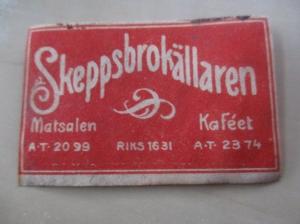 Skeppsbrokällaren
Matsalen Kaféet
A·T· 20 99 RIKS 1631 A·T· 23 74